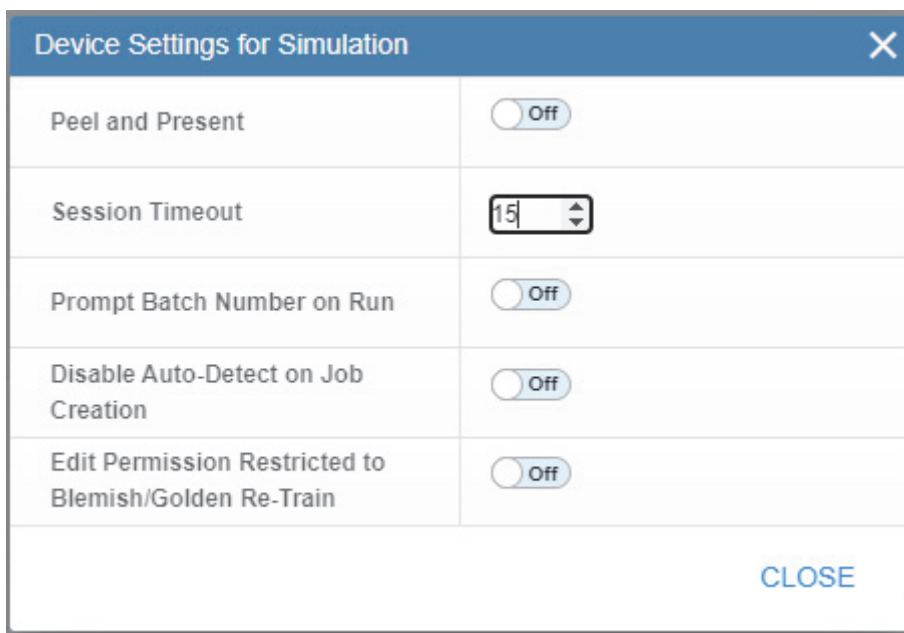 Device Settings for Simulation
Peel and Present
Off
Session Timeout
15
Prompt Batch Number on Run
Off
Disable Auto-Detect on Job
Creation
Off
Edit Permission Restricted to
Blemish/Golden Re-Train
Off
CLOSE